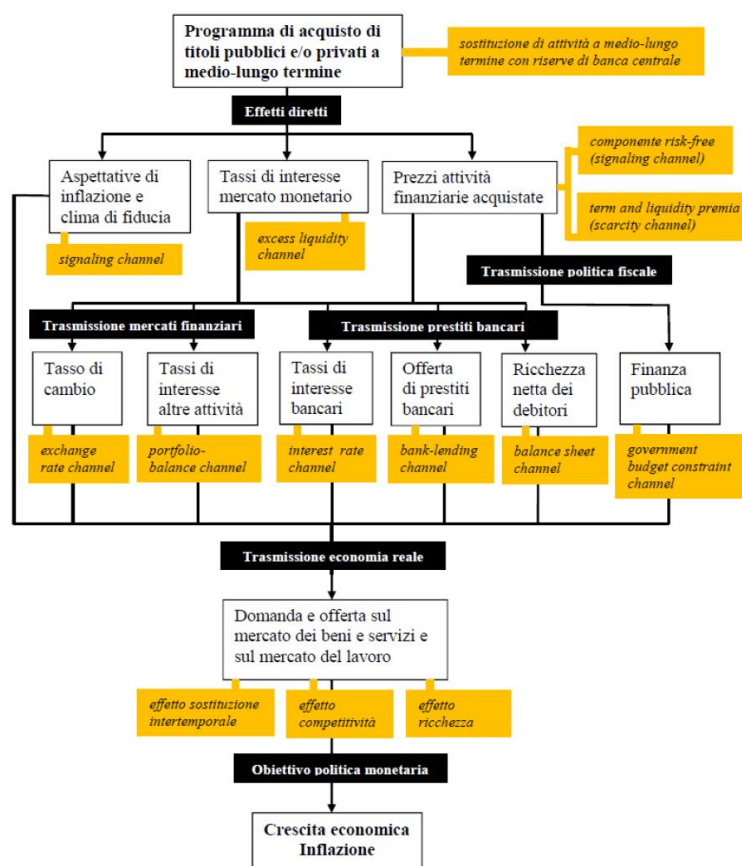 Programma di acquisto di
titoli pubblici e/o privati a
medio-lungo termine
sostituzione di attività a medio-lungo
termine con riserve di banca centrale
Effetti diretti
Aspettative di
inflazione e
clima di fiducia
signaling channel
Tassi di interesse
mercato monetario
excess liquidity
channel
Prezzi attività
finanziarie acquistate
componente risk-free
(signaling channel)
term and liquidity premia
(scarcity channel)
Trasmissione politica fiscale
Trasmissione mercati finanziari
Trasmissione prestiti bancari
Tasso di
cambio
exchange
rate channel
Tassi di
interesse
altre attività
portfolio-
balance channel
Tassi di
interesse
bancari
interest rate
channel
Offerta
di prestiti
bancari
bank-lending
channel
Ricchezza
netta dei
debitori
balance sheet
channel
Finanza
pubblica
government
budget constraint
channel
Trasmissione economia reale
Domanda e offerta sul
mercato dei beni e servizi e
sul mercato del lavoro
effetto sostituzione
intertemporale
effetto
competitività
effetto
ricchezza
Obiettivo politica monetaria
Crescita economica
Inflazione